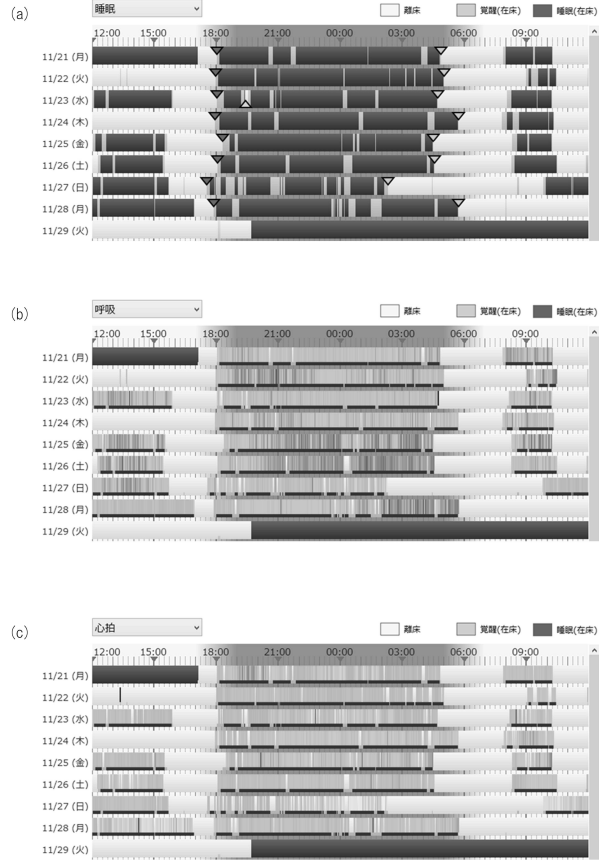 (a)
睡眠
離床 覚醒(在床) 睡眠(在床)
12:00 15:00 18:00 21:00 00:00 03:00 06:00 09:00
11/21 (月)
11/22 (火)
11/23 (水)
11/24 (木)
11/25 (金)
11/26 (土)
11/27 (日)
11/28 (月)
11/29 (火)
(b)
呼吸
離床 覚醒(在床) 睡眠(在床)
12:00 15:00 18:00 21:00 00:00 03:00 06:00 09:00
11/21 (月)
11/22 (火)
11/23 (水)
11/24 (木)
11/25 (金)
11/26 (土)
11/27 (日)
11/28 (月)
11/29 (火)
(c)
心拍
離床 覚醒(在床) 睡眠(在床)
12:00 15:00 18:00 21:00 00:00 03:00 06:00 09:00
11/21 (月)
11/22 (火)
11/23 (水)
11/24 (木)
11/25 (金)
11/26 (土)
11/27 (日)
11/28 (月)
11/29 (火)